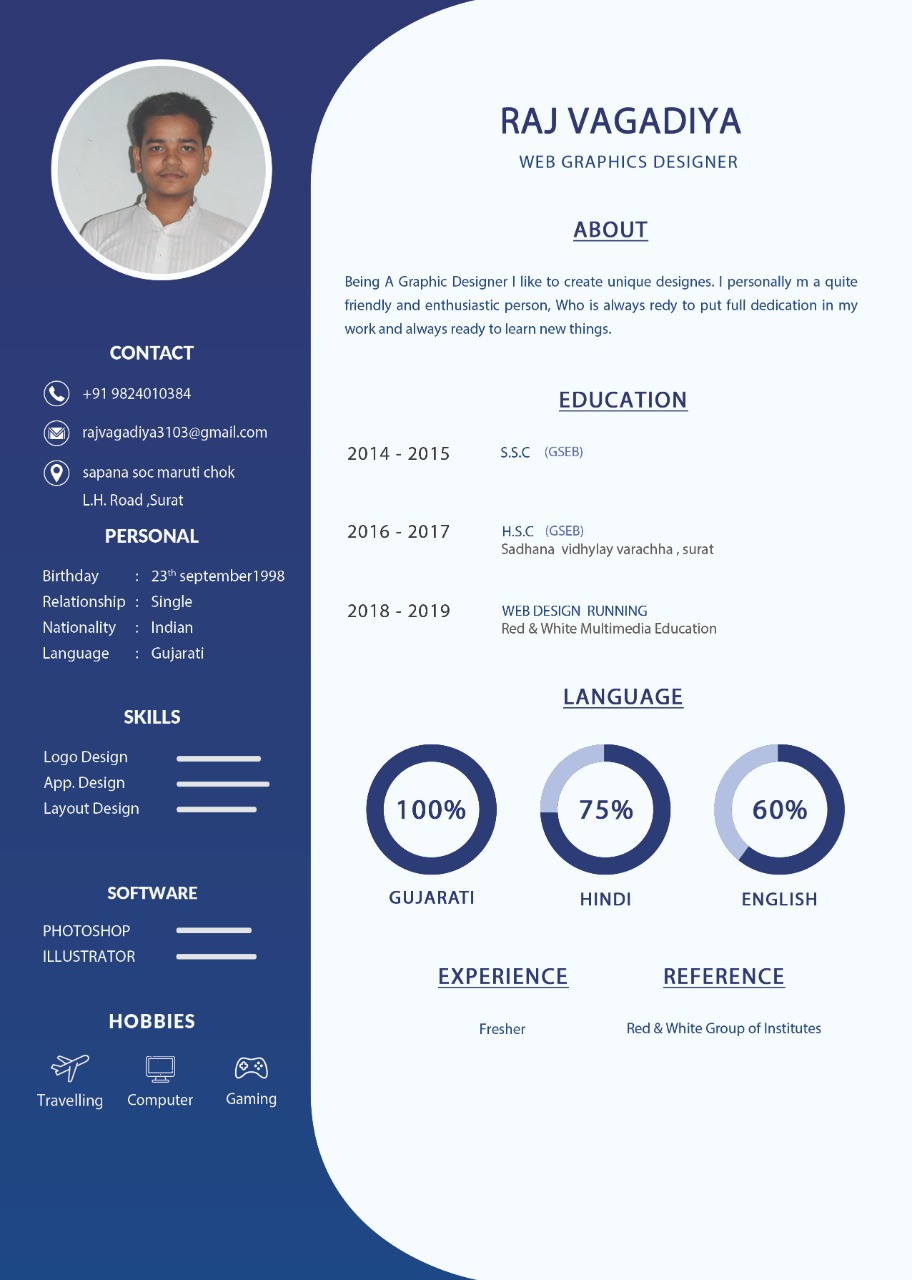 RAJ VAGADIYA
WEB GRAPHICS DESIGNER
ABOUT
Being A Graphic Designer I like to create unique designes. I personally m a quite
friendly and enthusiastic person, Who is always redy to put full dedication in my
work and always ready to learn new things.
EDUCATION
2014 - 2015 S.S.C (GSEB)
2016 - 2017 H.S.C (GSEB)
Sadhana vidhylay varachha , surat
2018 - 2019 WEB DESIGN RUNNING
Red & White Multimedia Education
LANGUAGE
100% 75% 60%
GUJARATI HINDI ENGLISH
EXPERIENCE REFERENCE
Fresher Red & White Group of Institutes
CONTACT
+91 9824010384
rajvagadiya3103@gmail.com
sapana soc maruti chok
L.H. Road ,Surat
PERSONAL
Birthday : 23th september1998
Relationship : Single
Nationality : Indian
Language : Gujarati
SKILLS
Logo Design
App. Design
Layout Design
SOFTWARE
PHOTOSHOP
ILLUSTRATOR
HOBBIES
Travelling Computer Gaming